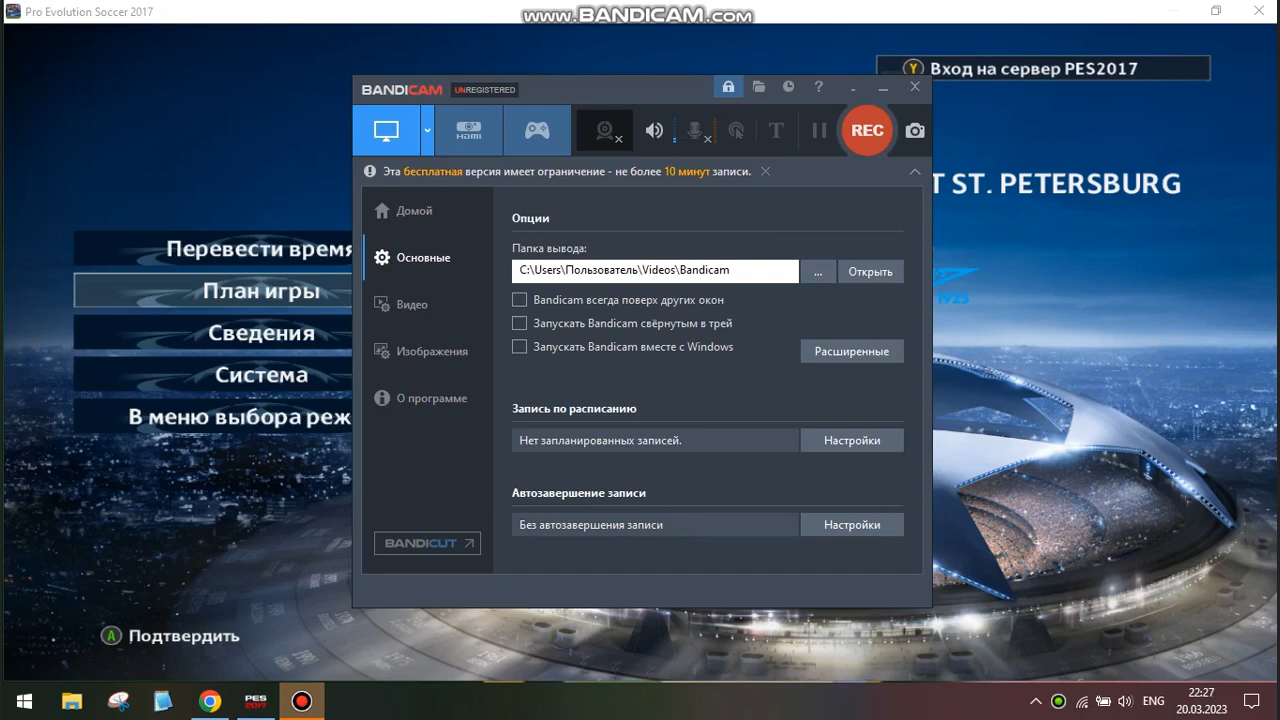 Pro Evolution Soccer 2017
www.BANDICAM.com
Y Вход на сервер PES2017
BANDICAM UNREGISTERED
?
HDMI
T
REC
Эта бесплатная версия имеет ограничение - не более 10 минут записи.
T ST. PETERSBURG
Домой
Основные
Видео
Изображения
О программе
BANDICUT
Опции
Папка вывода:
C:\Users\Пользователь\Videos\Bandicam
...
Открыть
Bandicam всегда поверх других окон
Запускать Bandicam свёрнутым в трей
Запускать Bandicam вместе с Windows
Расширенные
Запись по расписанию
Нет запланированных записей.
Настройки
Автозавершение записи
Без автозавершения записи
Настройки
Перевести время
План игры
Сведения
Система
В меню выбора реж
1925
A Подтвердить
PES
2017
ENG
22:27
20.03.2023